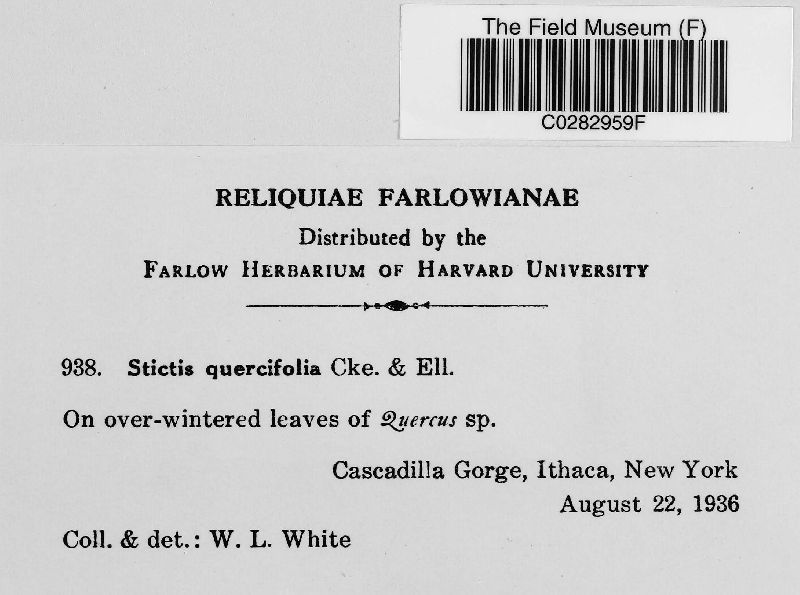 The Field Museum (F)
C0282959F
RELIQUIAE FARLOWIANAE
Distributed by the
FARLOW HERBARIUM OF HARVARD UNIVERSITY
938. Stictis quercifolia Cke. & Ell.
On over-wintered leaves of Quercus sp.
Cascadilla Gorge, Ithaca, New York
August 22, 1936
Coll. & det.: W. L. White